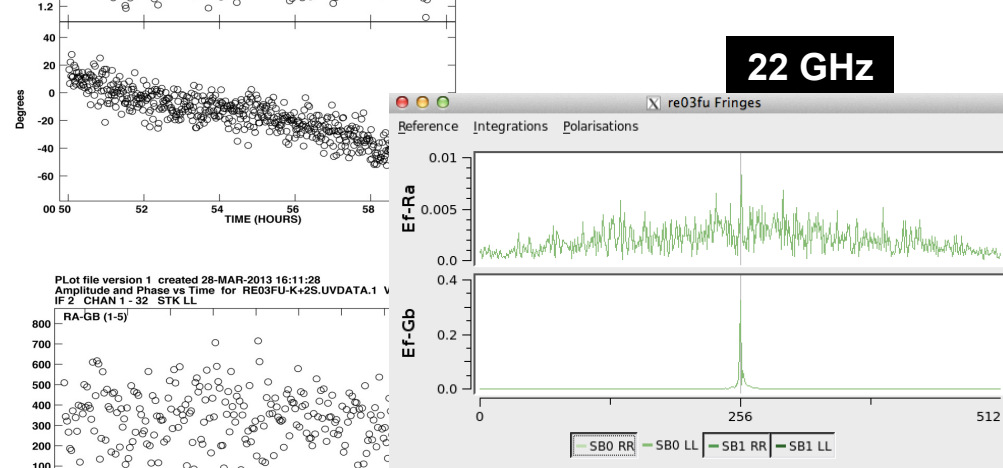 1.2
40
20
0
-20
-40
-60
Degrees
00 50 52 54 56 58
TIME (HOURS)
PLot file version 1 created 28-MAR-2013 16:11:28
Amplitude and Phase vs Time for RE03FU-K+2S.UVDATA.1 V
IF 2 CHAN 1 - 32 STK LL
RA-GB (1-5)
800
700
600
500
400
300
200
100
22 GHz
X re03fu Fringes
Reference Integrations Polarisations
0.01
0.005
0.0
Ef-Ra
0.4
0.2
0.0
Ef-Gb
0 256 512
SB0 RR SB0 LL SB1 RR SB1 LL